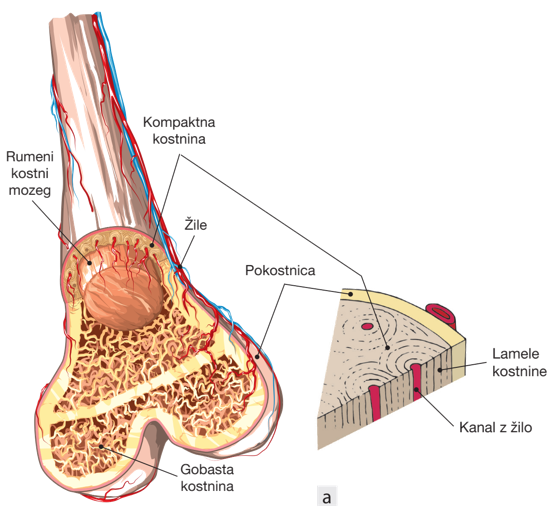 Kompaktna
kostnina
Rumeni
kostni
mozeg
Žile
Pokostnica
Lamele
kostnine
Kanal z žilo
Gobasta
kostnina
a